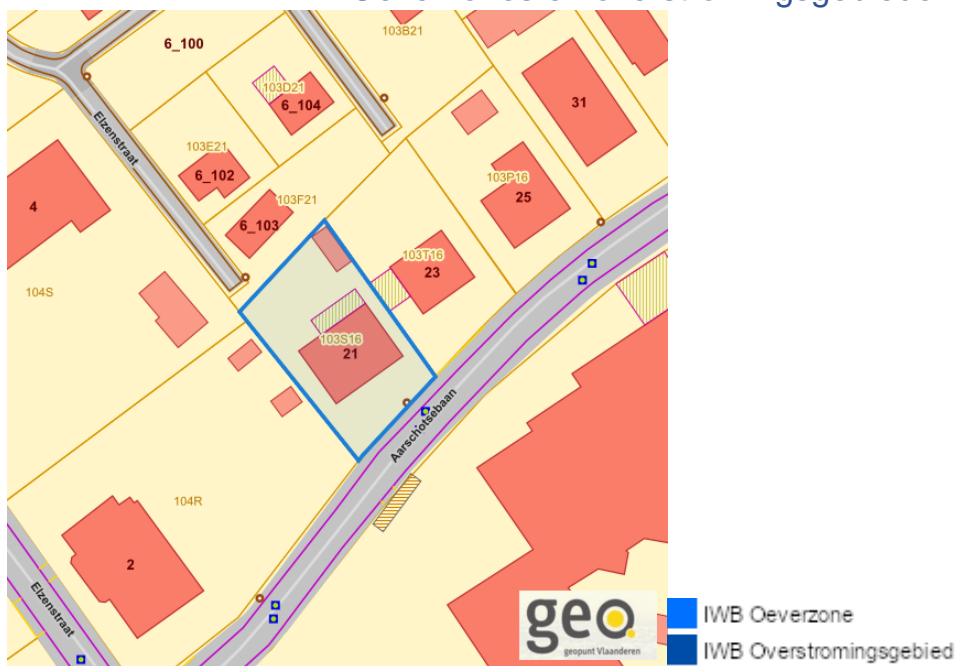 103B21
6_100
103D21
6_104
31
Elzenstraat
103E21
6_102
103P16
25
4
103F21
6_103
103T16
23
104S
103S16
21
Aarschotsebaan
104R
2
Elzenstraat
geo.
geopunt Vlaanderen
IWB Oeverzone
IWB Overstromingsgebied